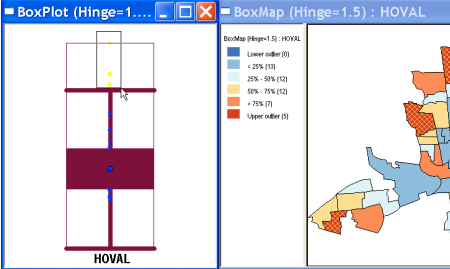 BoxPlot (Hinge=1....
HOVAL
BoxMap (Hinge=1.5) : HOVAL
BoxMap (Hinge=1.5) : HOVAL
Lower outlier (0)
< 25% (13)
25% - 50% (12)
50% - 75% (12)
> 75% (7)
Upper outlier (5)